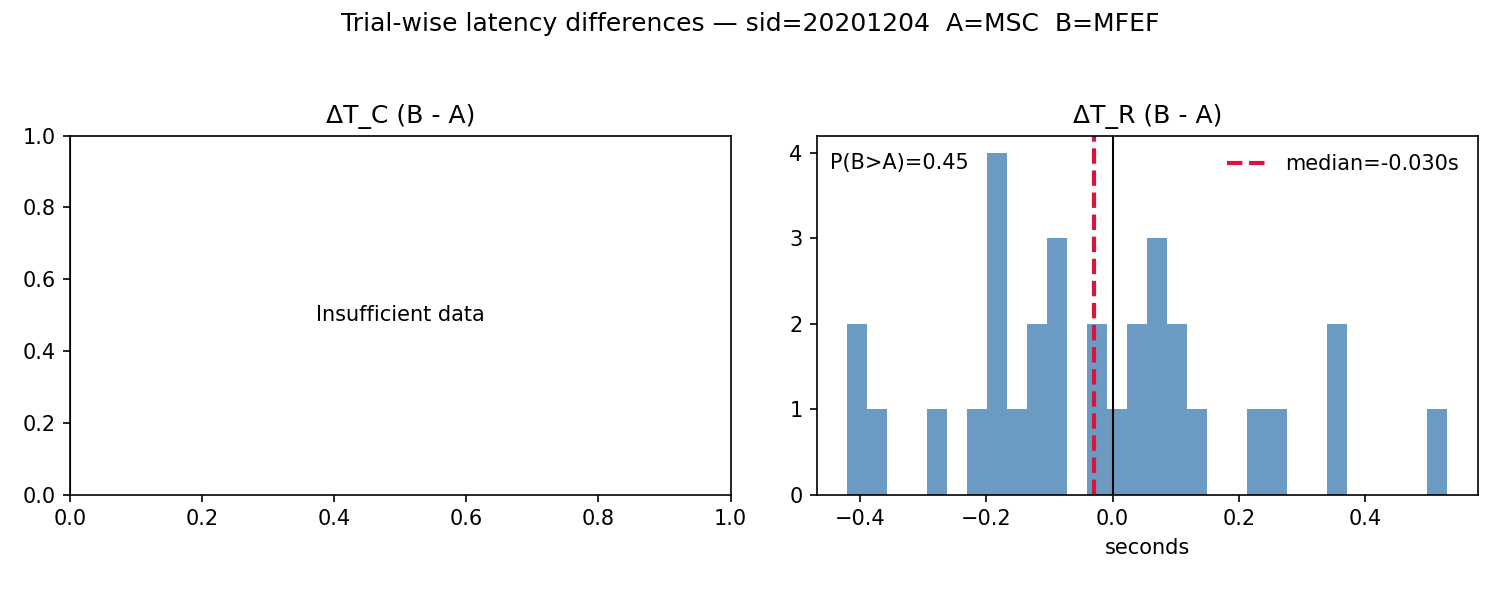 Trial-wise latency differences — sid=20201204  A=MSC  B=MFEF
ΔT_C (B - A)
1.0
0.8
0.6
0.4
0.2
0.0
Insufficient data
0.0 0.2 0.4 0.6 0.8 1.0
ΔT_R (B - A)
P(B>A)=0.45
median=-0.030s
4
3
2
1
0
−0.4 −0.2 0.0 0.2 0.4
seconds